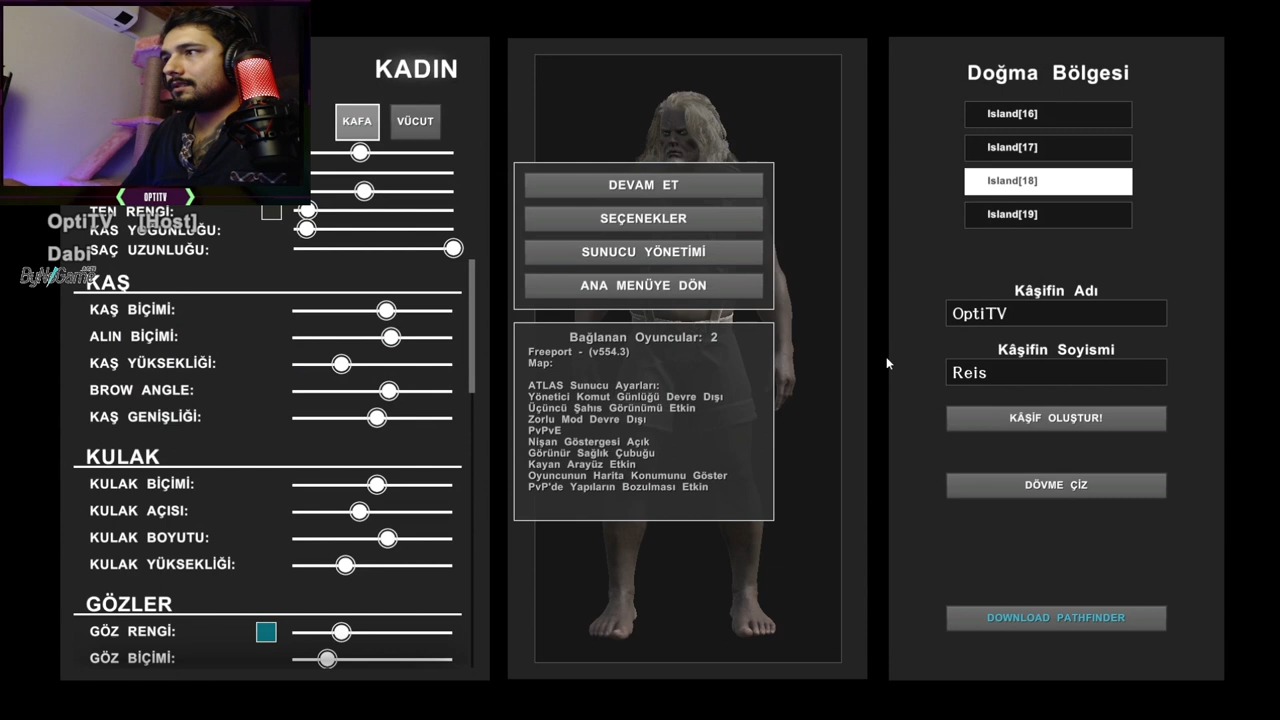 KADIN
KAFA
VÜCUT
OPTITV
OptiTV [Host]
Dabi
ByNoGame
TEN RENGİ:
KAS YOĞUNLUĞU:
SAÇ UZUNLUĞU:
KAŞ
KAŞ BİÇİMİ:
ALIN BİÇİMİ:
KAŞ YÜKSEKLİĞİ:
BROW ANGLE:
KAŞ GENİŞLİĞİ:
KULAK
KULAK BİÇİMİ:
KULAK AÇISI:
KULAK BOYUTU:
KULAK YÜKSEKLİĞİ:
GÖZLER
GÖZ RENGİ:
GÖZ BİÇİMİ:
DEVAM ET
SEÇENEKLER
SUNUCU YÖNETİMİ
ANA MENÜYE DÖN
Bağlanan Oyuncular: 2
Freeport - (v554.3)
Map:
ATLAS Sunucu Ayarları:
Yönetici Komut Günlüğü Devre Dışı
Üçüncü Şahıs Görünümü Etkin
Zorlu Mod Devre Dışı
PvPvE
Nişan Göstergesi Açık
Görünür Sağlık Çubuğu
Kayan Arayüz Etkin
Oyuncunun Harita Konumunu Göster
PvP'de Yapıların Bozulması Etkin
Doğma Bölgesi
Island[16]
Island[17]
Island[18]
Island[19]
Kâşifin Adı
OptiTV
Kâşifin Soyismi
Reis
KÂŞİF OLUŞTUR!
DÖVME ÇİZ
DOWNLOAD PATHFINDER